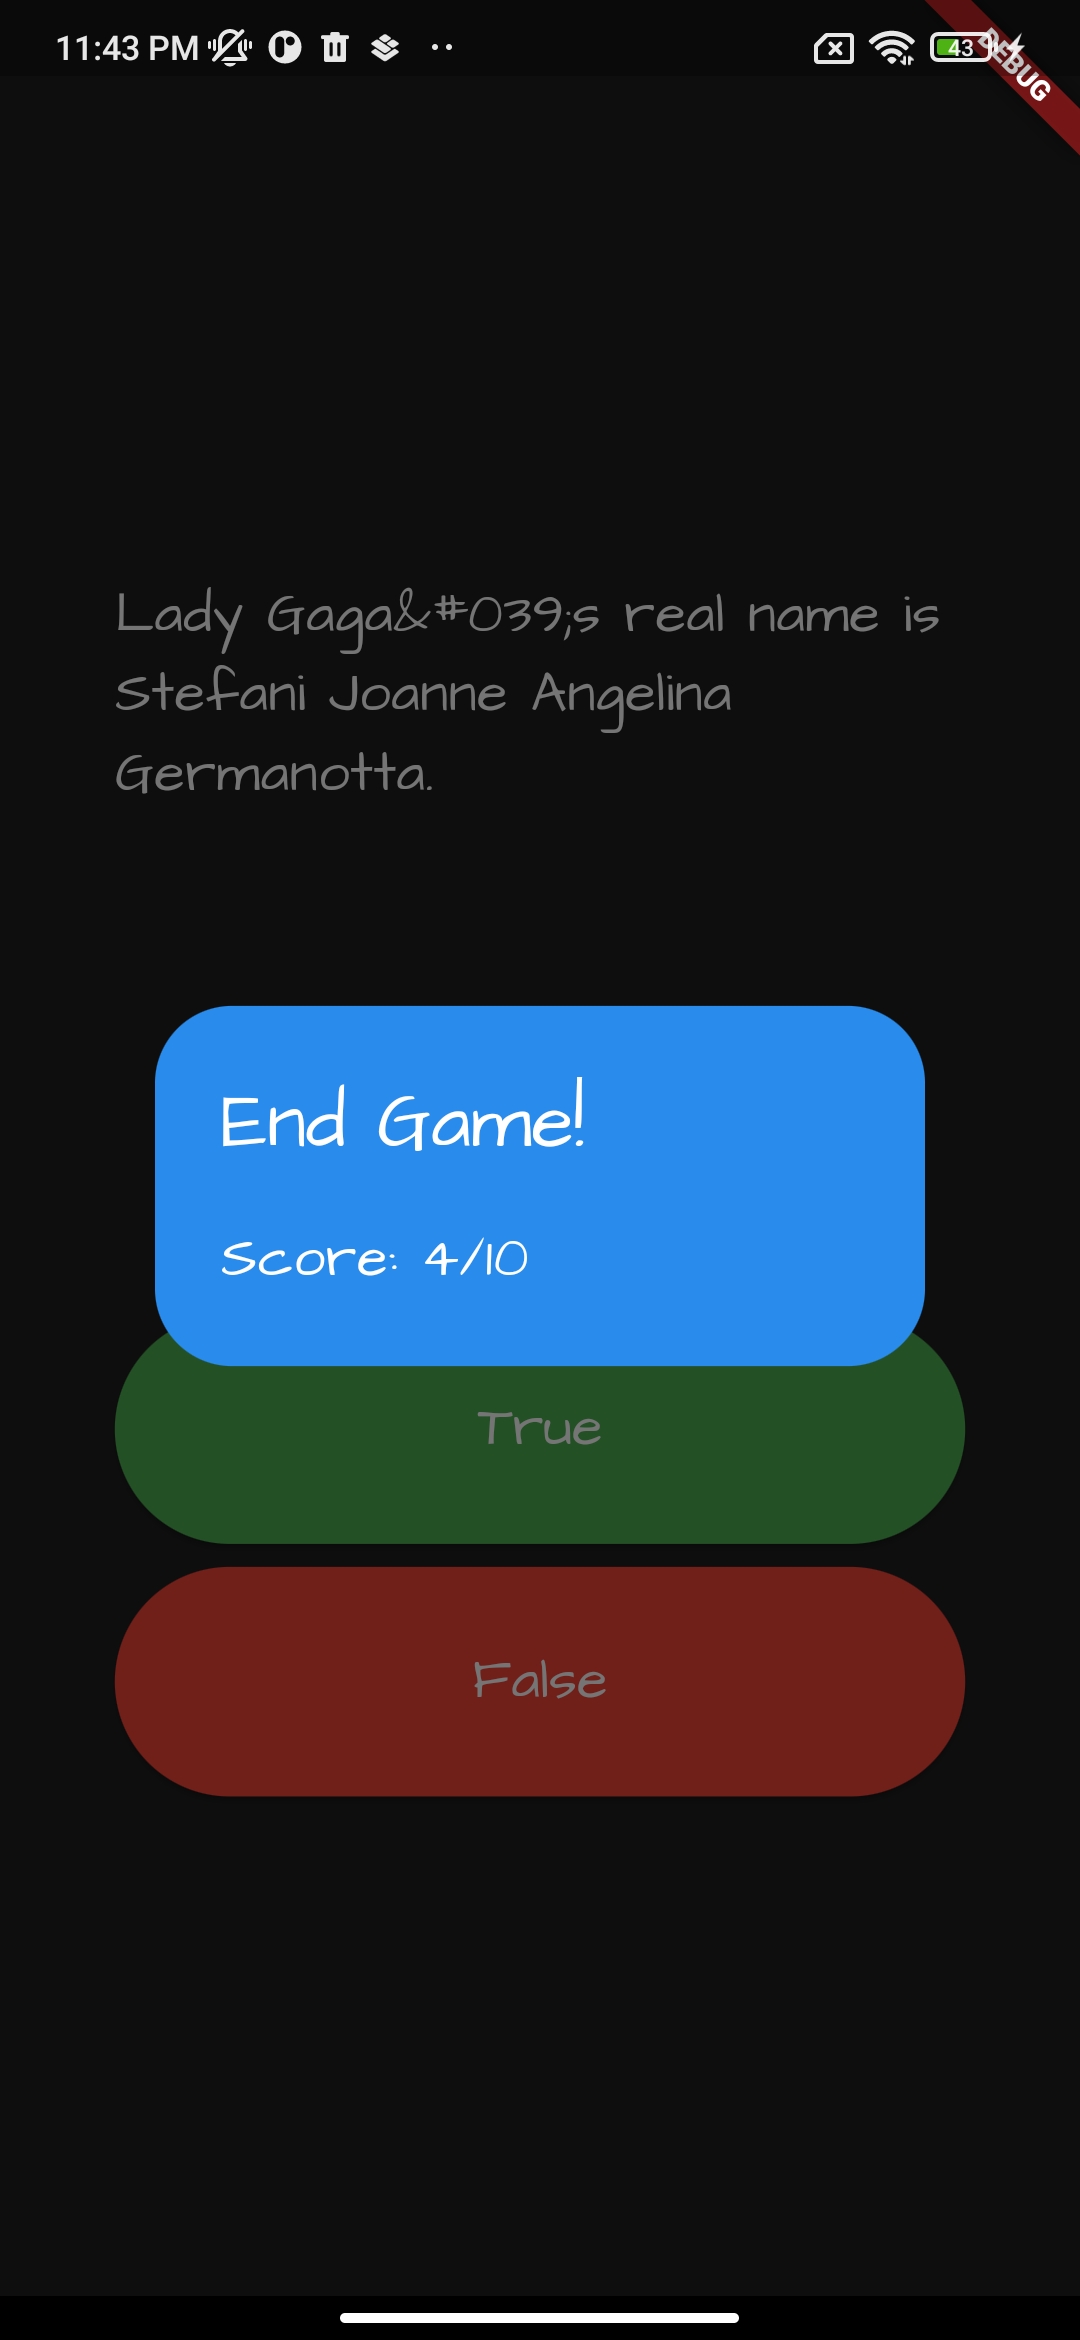 11:43 PM
43
DEBUG
Lady Gaga&#039;s real name is
Stefani Joanne Angelina
Germanotta.
End Game!
Score: 4/10
True
False